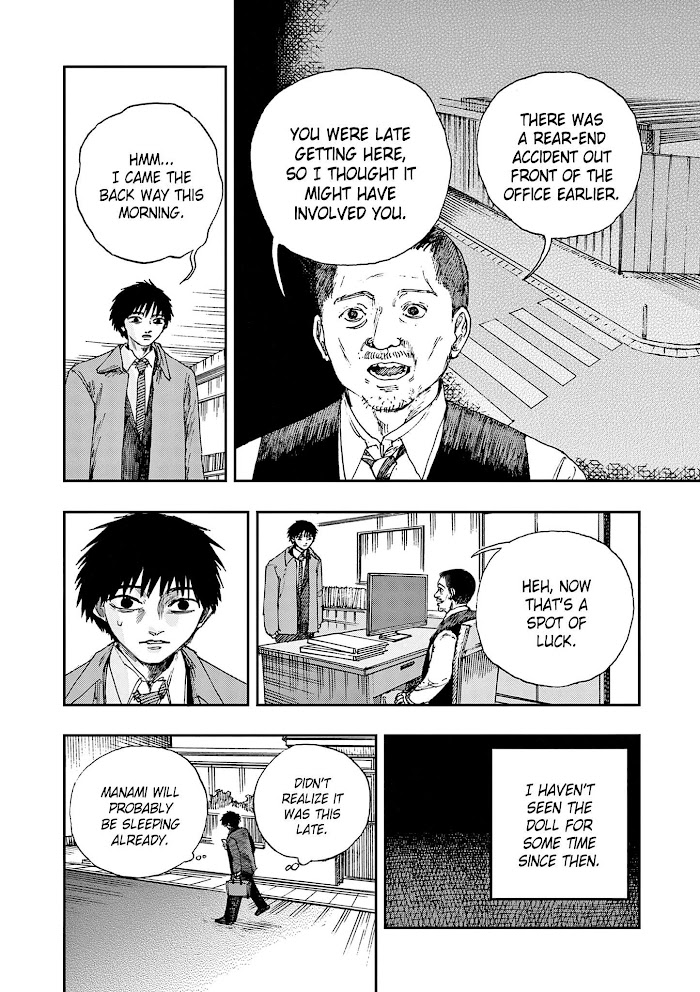 THERE WAS
A REAR-END
ACCIDENT OUT
FRONT OF THE
OFFICE EARLIER.
YOU WERE LATE
GETTING HERE,
SO I THOUGHT IT
MIGHT HAVE
INVOLVED YOU.
HMM...
I CAME THE
BACK WAY THIS
MORNING.
HEH, NOW
THAT'S A
SPOT OF
LUCK.
I HAVEN'T
SEEN THE
DOLL FOR
SOME TIME
SINCE THEN.
DIDN'T
REALIZE IT
WAS THIS
LATE.
MANAMI WILL
PROBABLY
BE SLEEPING
ALREADY.